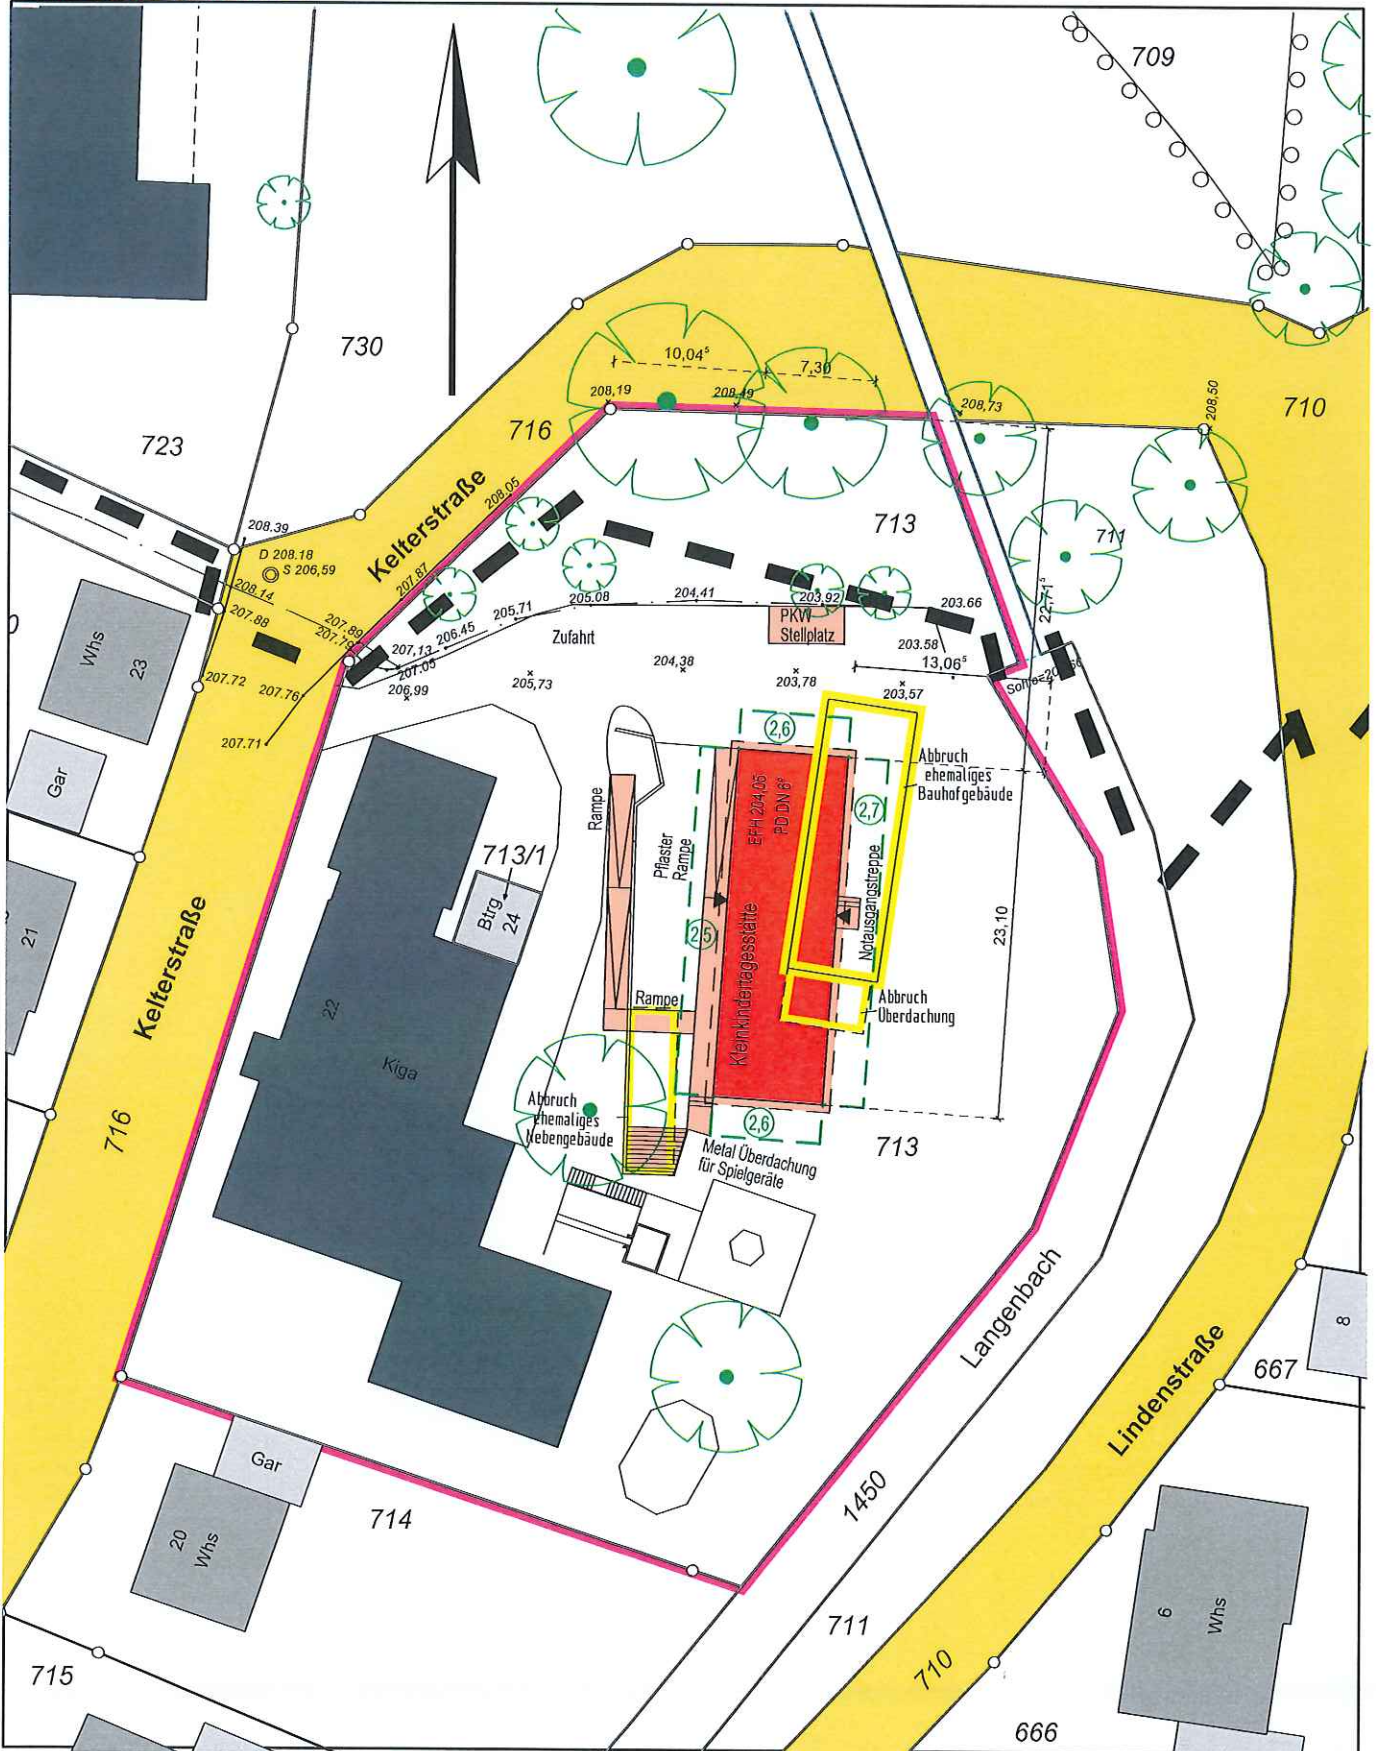 709
730
10,04⁵
7,30
208,19
208,49
208,73
208,50
710
716
723
Kelterstraße
208.05
713
711
208.39
D 208.18
S 206,59
208.14
207.87
207.88
207.89
207.79
207,13
207.05
206.45
205.71
205.08
204.41
203.92
203.66
22,71⁵
PKW
Stellplatz
Zufahrt
203.58
13,06⁵
204,38
203,78
203,57
205,73
206,99
207.72
207.76
207.71
Whs
23
Gar
2,6
Abbruch
ehemaliges
Bauhofgebäude
EFH 204,05
PD DN 6°
2,7
Rampe
Pflaster
Rampe
713/1
Btrg
24
21
Kelterstraße
2,5
Kleinkindertagesstätte
Notausgangstreppe
23,10
22
Kiga
Rampe
Abbruch
Überdachung
Abbruch
ehemaliges
Nebengebäude
2,6
713
716
Metal Überdachung
für Spielgeräte
Langenbach
8
667
Lindenstraße
Gar
714
1450
20
Whs
6
Whs
711
710
715
666